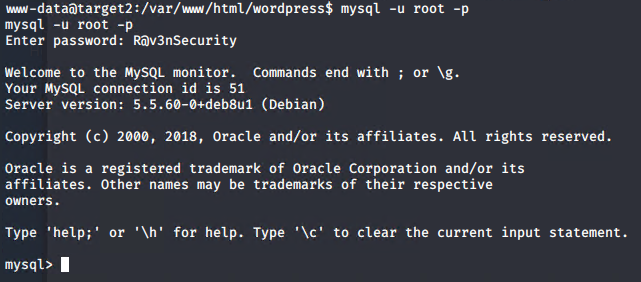 www-data@target2:/var/www/html/wordpress$ mysql -u root -p
mysql -u root -p
Enter password: R@v3nSecurity
Welcome to the MySQL monitor.  Commands end with ; or \g.
Your MySQL connection id is 51
Server version: 5.5.60-0+deb8u1 (Debian)
Copyright (c) 2000, 2018, Oracle and/or its affiliates. All rights reserved.
Oracle is a registered trademark of Oracle Corporation and/or its
affiliates. Other names may be trademarks of their respective
owners.
Type 'help;' or '\h' for help. Type '\c' to clear the current input statement.
mysql>